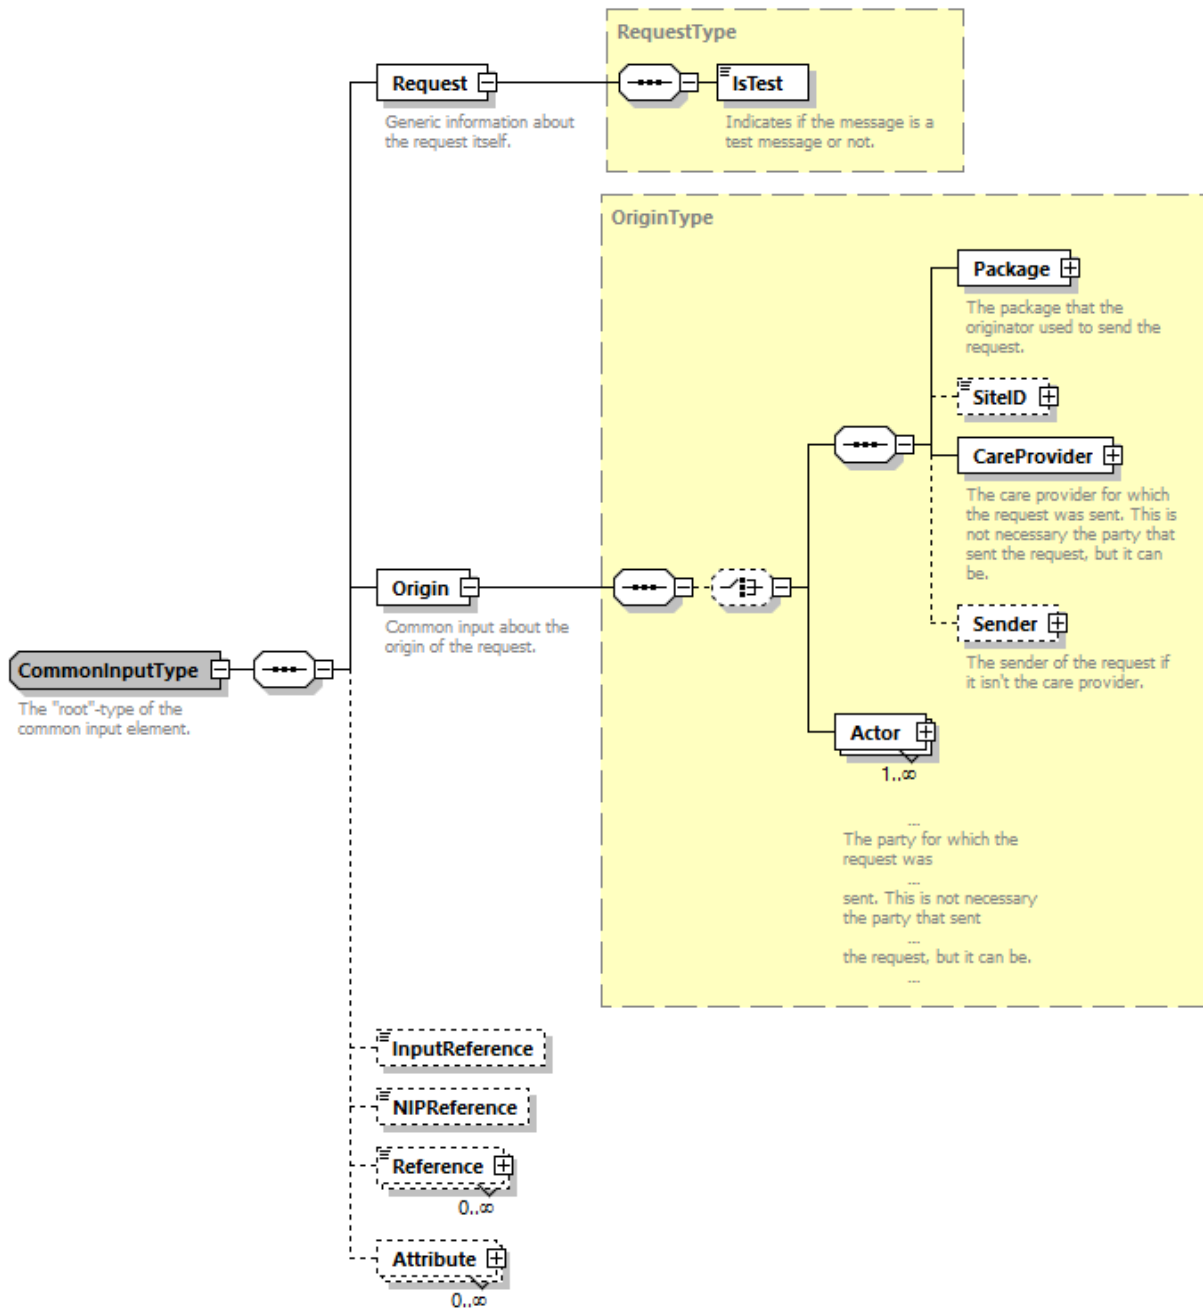 RequestType
Request
IsTest
Generic information about
the request itself.
Indicates if the message is a
test message or not.
OriginType
Package
The package that the
originator used to send the
request.
SiteID
CareProvider
The care provider for which
the request was sent. This is
not necessary the party that
sent the request, but it can
be.
Origin
Common input about the
origin of the request.
Sender
The sender of the request if
it isn't the care provider.
CommonInputType
The "root"-type of the
common input element.
Actor
1..∞
...
The party for which the
request was
...
sent. This is not necessary
the party that sent
...
the request, but it can be.
...
InputReference
NIPReference
Reference
0..∞
Attribute
0..∞